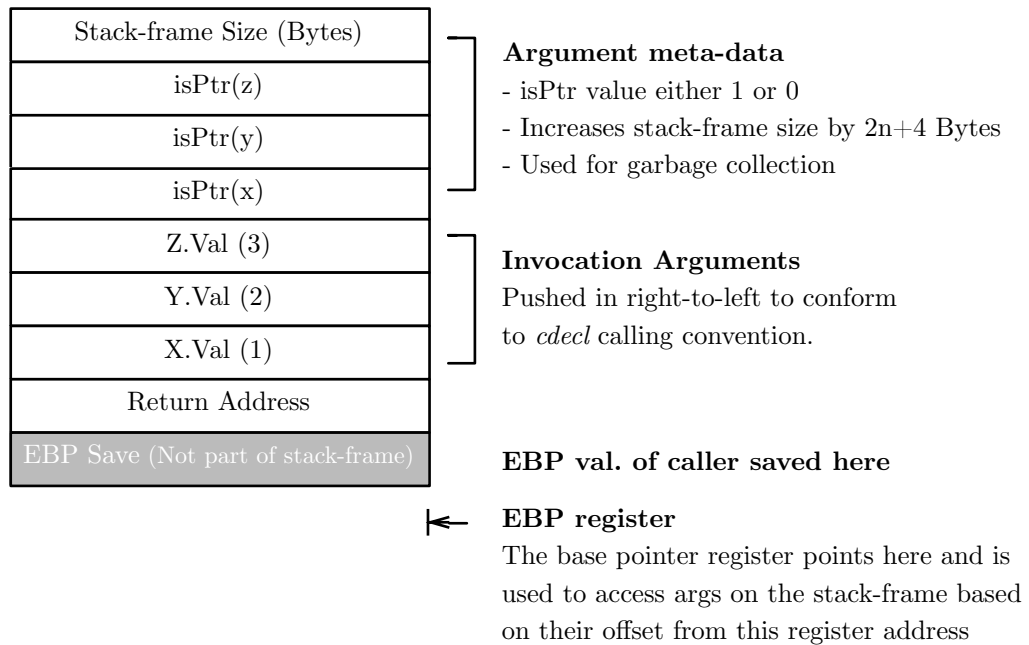 Stack-frame Size (Bytes)
isPtr(z)
isPtr(y)
isPtr(x)
Z.Val (3)
Y.Val (2)
X.Val (1)
Return Address
EBP Save (Not part of stack-frame)
Argument meta-data
- isPtr value either 1 or 0
- Increases stack-frame size by 2n+4 Bytes
- Used for garbage collection
Invocation Arguments
Pushed in right-to-left to conform
to cdecl calling convention.
EBP val. of caller saved here
EBP register
The base pointer register points here and is
used to access args on the stack-frame based
on their offset from this register address